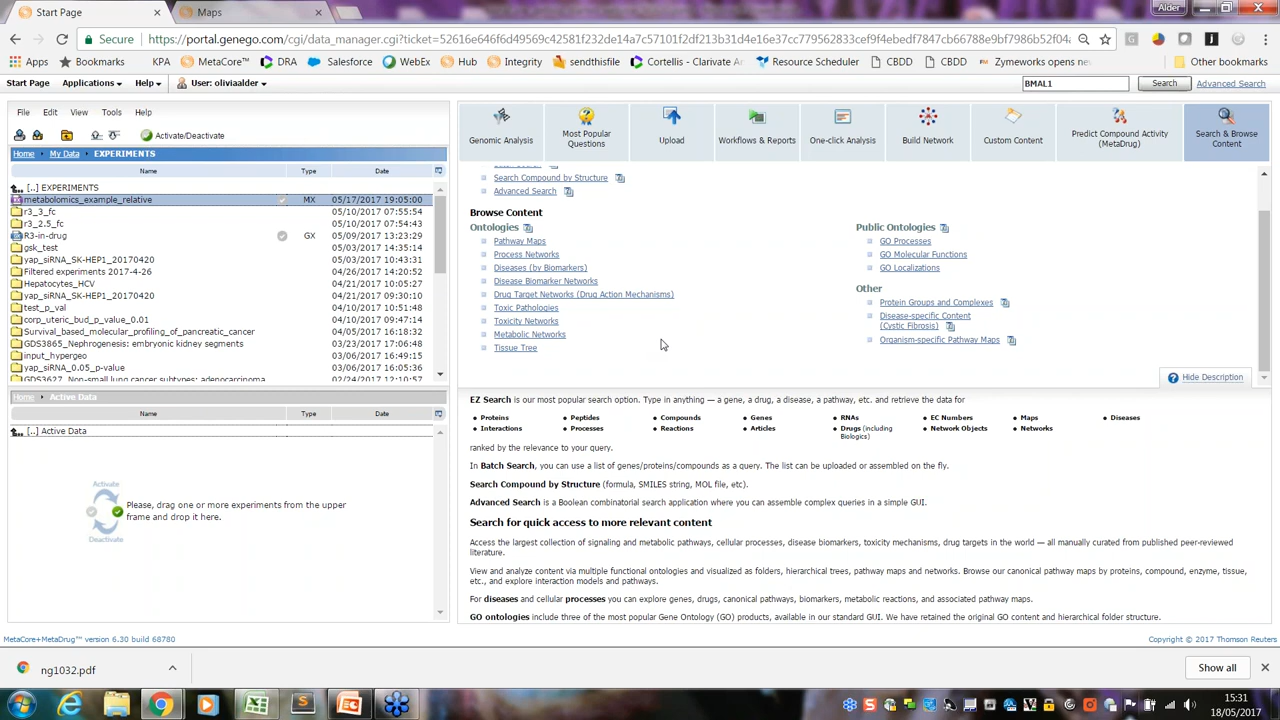 Start Page
Maps
Alder
Secure
https://portal.genego.com/cgi/data_manager.cgi?ticket=52616e646f6d49569c42581f232de14a7c57101f2df213b31d4e16e37cc779562833cef9f4ebedf7847cb66788e9bf7986b52f04
Apps
Bookmarks
KPA
MetaCore™
DRA
Salesforce
WebEx
Hub
Integrity
sendthisfile
Cortellis - Clarivate A
Resource Scheduler
CBDD
CBDD
Zymeworks opens ne
Other bookmarks
Start Page
Applications
Help
User: oliviaalder
BMAL1
Search
Advanced Search
File
Edit
View
Tools
Help
Activate/Deactivate
Home
My Data
EXPERIMENTS
Name
Type
Date
[..] EXPERIMENTS
metabolomics_example_relative MX 05/17/2017 19:05:00
r3_3_fc 05/10/2017 07:55:54
r3_2.5_fc 05/10/2017 07:54:43
R3-in-drug GX 05/09/2017 13:23:29
gsk_test 05/03/2017 14:35:14
yap_siRNA_SK-HEP1_20170420 05/03/2017 10:43:31
Filtered experiments 2017-4-26 04/26/2017 14:20:52
Hepatocytes_HCV 04/21/2017 10:05:27
yap_siRNA_SK-HEP1_20170420 04/21/2017 09:30:10
test_p_val 04/21/2017 09:04:46
corp_uteric_bud_p_value_0.01 04/10/2017 09:47:14
Survival_based_molecular_profiling_of_pancreatic_cancer 04/05/2017 16:18:32
GDS3865_Nephrogenesis: embryonic kidney segments 03/23/2017 17:06:14
input_hypergeo 03/06/2017 16:49:15
yap_siRNA_0.05_p-value 03/06/2017 16:05:36
GDS3627_Non-small lung cancer subtypes: adenocarcinoma 02/24/2017 12:10:57
Home
Active Data
Name
Type
Date
[..] Active Data
Activate
Deactivate
Please, drag one or more experiments from the upper
frame and drop it here.
Genomic Analysis
Most Popular
Questions
Upload
Workflows & Reports
One-click Analysis
Build Network
Custom Content
Predict Compound Activity
(MetaDrug)
Search & Browse
Content
Search Compound by Structure
Advanced Search
Browse Content
Ontologies
Pathway Maps
Process Networks
Diseases (by Biomarkers)
Disease Biomarker Networks
Drug Target Networks (Drug Action Mechanisms)
Toxic Pathologies
Toxicity Networks
Metabolic Networks
Tissue Tree
Public Ontologies
GO Processes
GO Molecular Functions
GO Localizations
Other
Protein Groups and Complexes
Disease-specific Content
(Cystic Fibrosis)
Organism-specific Pathway Maps
Hide Description
EZ Search is our most popular search option. Type in anything — a gene, a drug, a disease, a pathway, etc. and retrieve the data for
• Proteins • Peptides • Compounds • Genes • RNAs • EC Numbers • Maps • Diseases
• Interactions • Processes • Reactions • Articles • Drugs (including
Biologics) • Network Objects • Networks
ranked by the relevance to your query.
In Batch Search, you can use a list of genes/proteins/compounds as a query. The list can be uploaded or assembled on the fly.
Search Compound by Structure (formula, SMILES string, MOL file, etc).
Advanced Search is a Boolean combinatorial search application where you can assemble complex queries in a simple GUI.
Search for quick access to more relevant content
Access the largest collection of signaling and metabolic pathways, cellular processes, disease biomarkers, toxicity mechanisms, drug targets in the world — all manually curated from published peer-reviewed
literature.
View and analyze content via multiple functional ontologies and visualized as folders, hierarchical trees, pathway maps and networks. Browse our canonical pathway maps by proteins, compound, enzyme, tissue,
etc., and explore interaction models and pathways.
For diseases and cellular processes you can explore genes, drugs, canonical pathways, biomarkers, metabolic reactions, and associated pathway maps.
GO ontologies include three of the most popular Gene Ontology (GO) products, available in our standard GUI. We have retained the original GO content and hierarchical folder structure.
MetaCore+MetaDrug™ version 6.30 build 68780
Copyright © 2017 Thomson Reuters
ng1032.pdf
Show all
15:31
18/05/2017